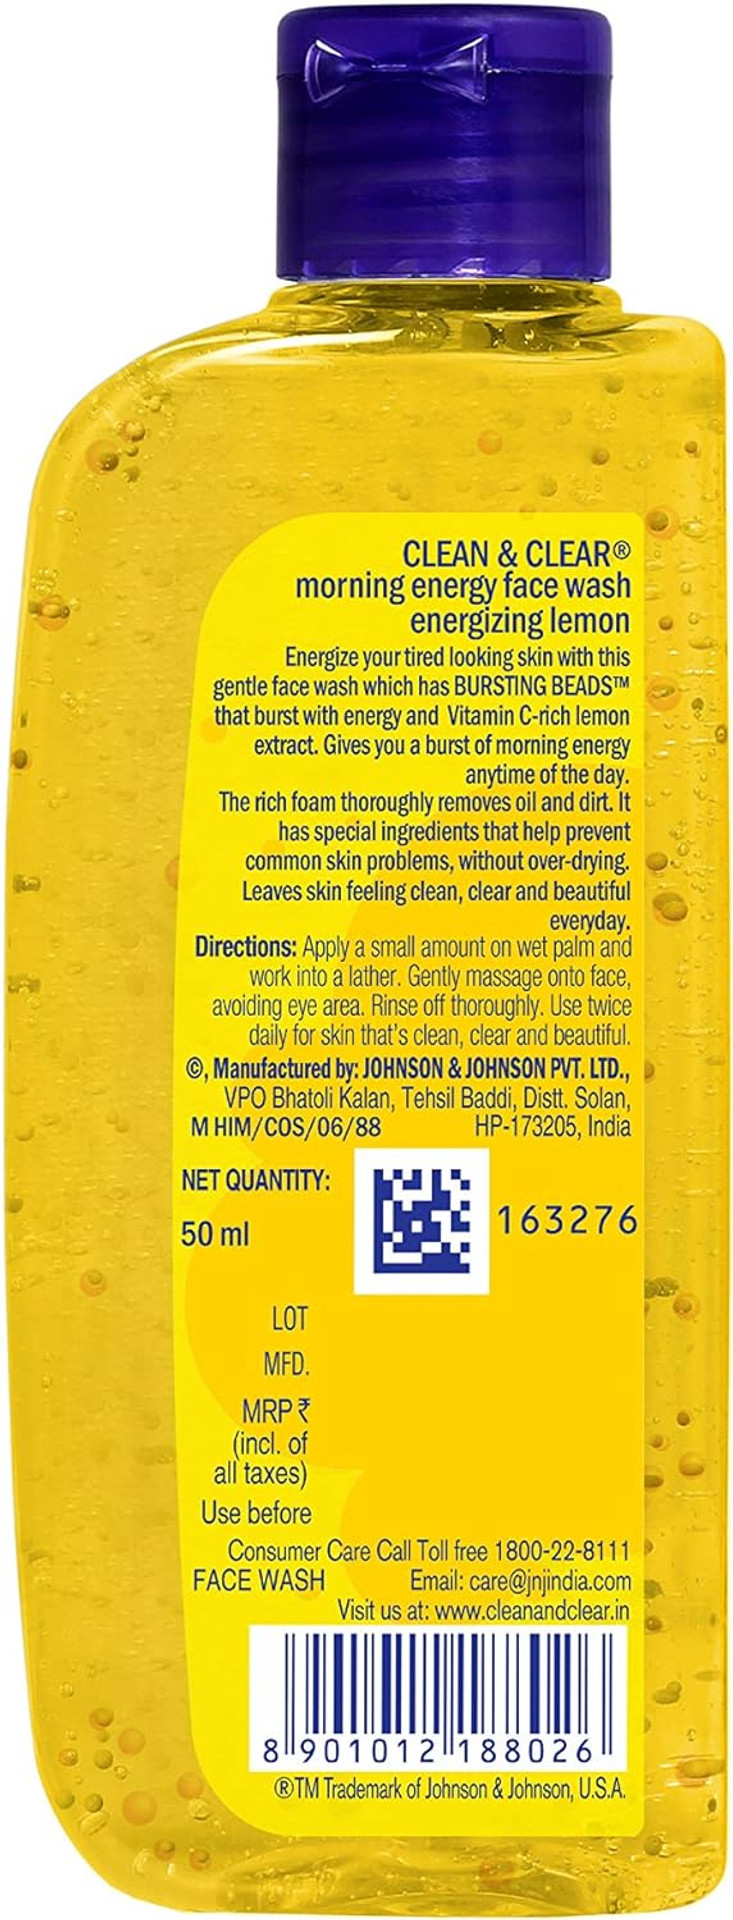 CLEAN & CLEAR®
morning energy face wash
energizing lemon
Energize your tired looking skin with this
gentle face wash which has BURSTING BEADS™
that burst with energy and Vitamin C-rich lemon
extract. Gives you a burst of morning energy
anytime of the day.
The rich foam thoroughly removes oil and dirt. It
has special ingredients that help prevent
common skin problems, without over-drying.
Leaves skin feeling clean, clear and beautiful
everyday.
Directions: Apply a small amount on wet palm and
work into a lather. Gently massage onto face,
avoiding eye area. Rinse off thoroughly. Use twice
daily for skin that's clean, clear and beautiful.
©, Manufactured by: JOHNSON & JOHNSON PVT. LTD.,
VPO Bhatoli Kalan, Tehsil Baddi, Distt. Solan,
M HIM/COS/06/88 HP-173205, India
NET QUANTITY:
50 ml
163276
LOT
MFD.
MRP ₹
(incl. of
all taxes)
Use before
Consumer Care Call Toll free 1800-22-8111
FACE WASH Email: care@jnjindia.com
Visit us at: www.cleanandclear.in
8 901012 188026
®TM Trademark of Johnson & Johnson, U.S.A.